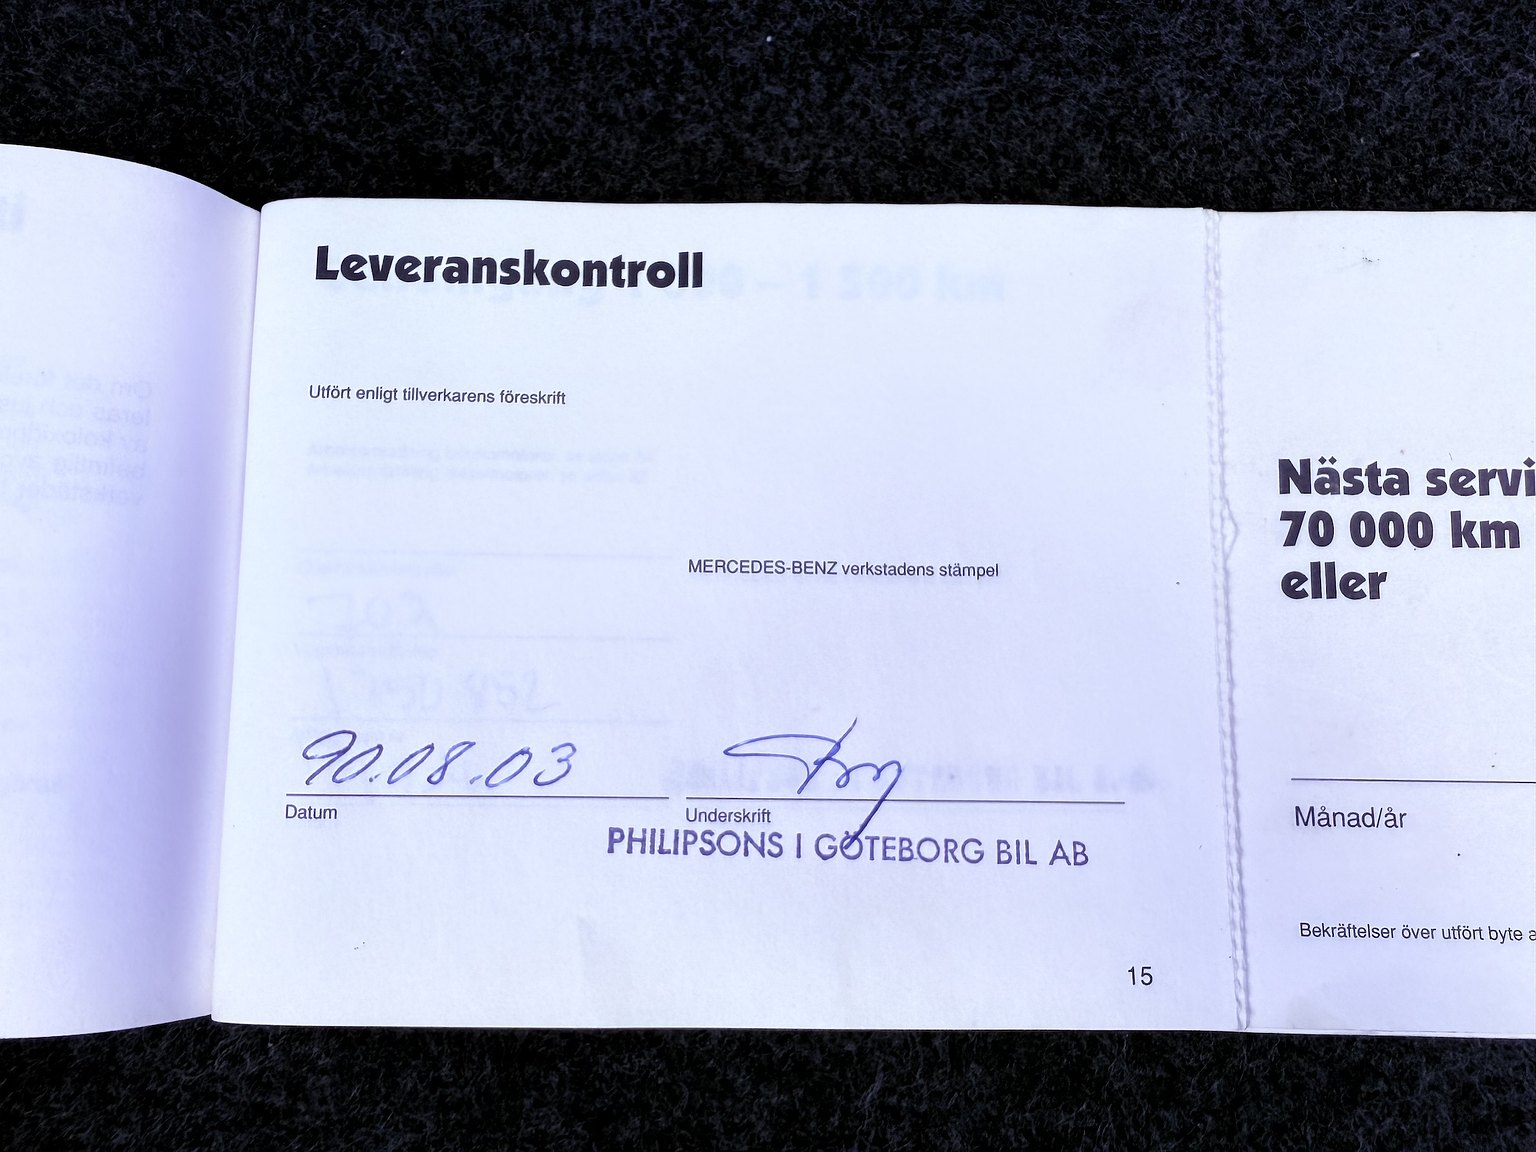 Leveranskontroll
Utfört enligt tillverkarens föreskrift
MERCEDES-BENZ verkstadens stämpel
90.08.03
Datum
Underskrift
PHILIPSONS I GÖTEBORG BIL AB
15
Nästa servi
70 000 km
eller
Månad/år
Bekräftelser över utfört byte a